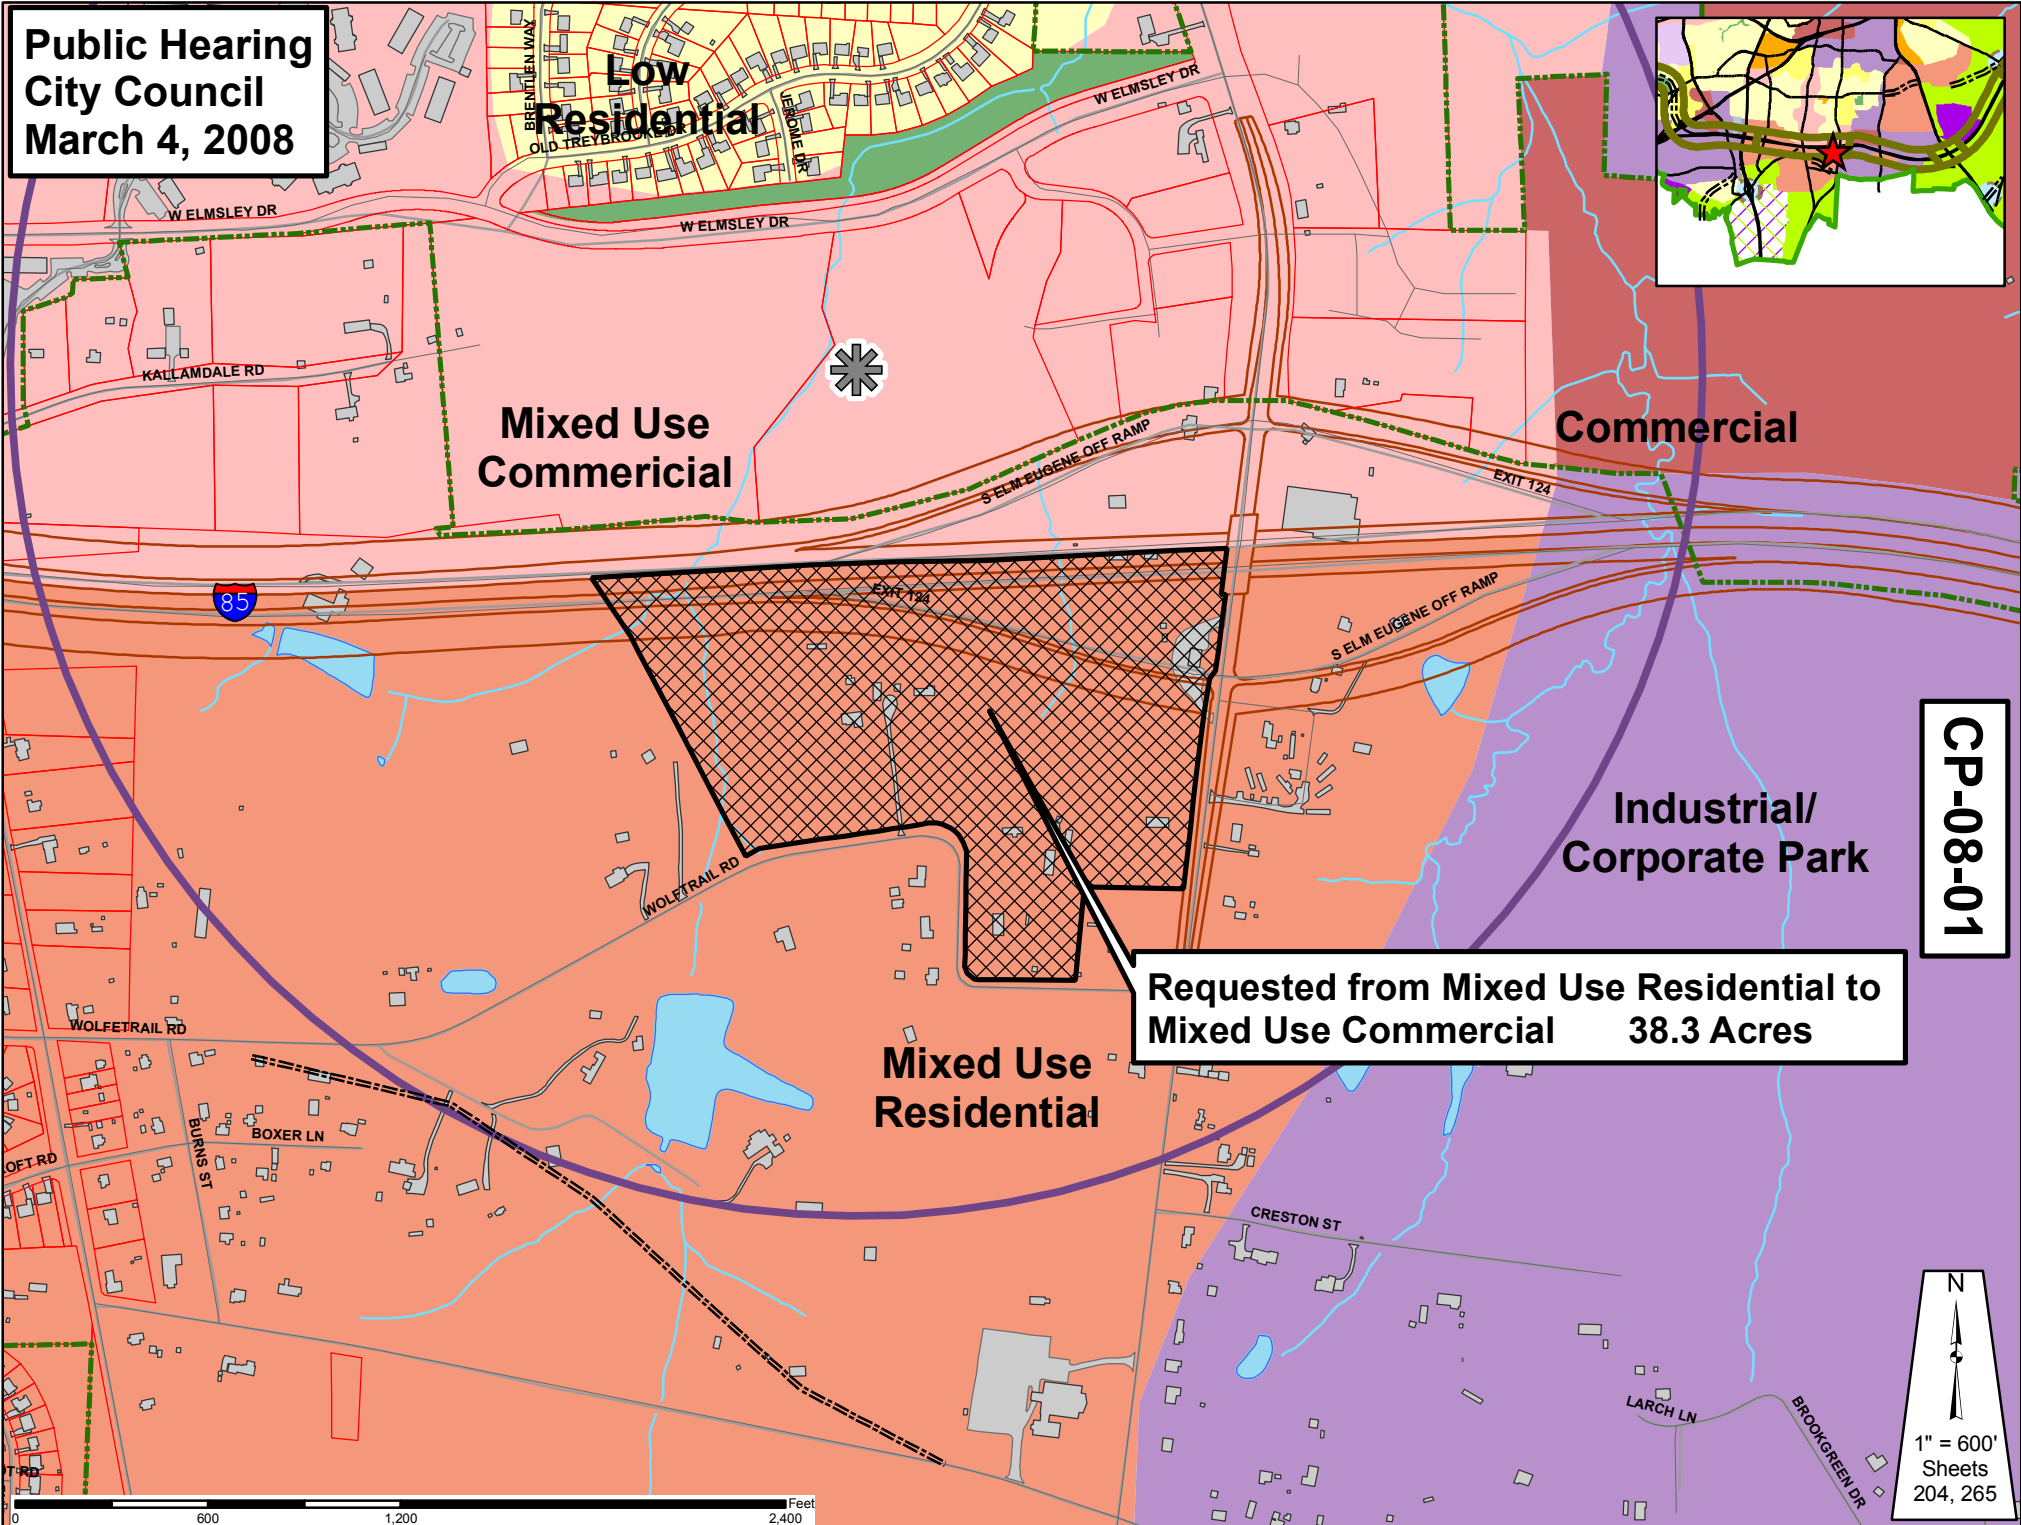 Public Hearing
City Council
March 4, 2008
BRENTLEN WAY
Low
Residential
OLD TREYBROOKE DR
JEROME DR
W ELMSLEY DR
W ELMSLEY DR
W ELMSLEY DR
KALLAMDALE RD
Mixed Use
Commericial
S ELM EUGENE OFF RAMP
Commercial
EXIT 124
85
EXIT 124
S ELM EUGENE OFF RAMP
CP-08-01
Industrial/
Corporate Park
WOLFTRAIL RD
Requested from Mixed Use Residential to
Mixed Use Commercial 38.3 Acres
WOLFETRAIL RD
Mixed Use
Residential
BURNS ST
BOXER LN
OFT RD
CRESTON ST
LARCH LN
BROOKGREEN DR
T RD
N
1" = 600'
Sheets
204, 265
Feet
0 600 1,200 2,400